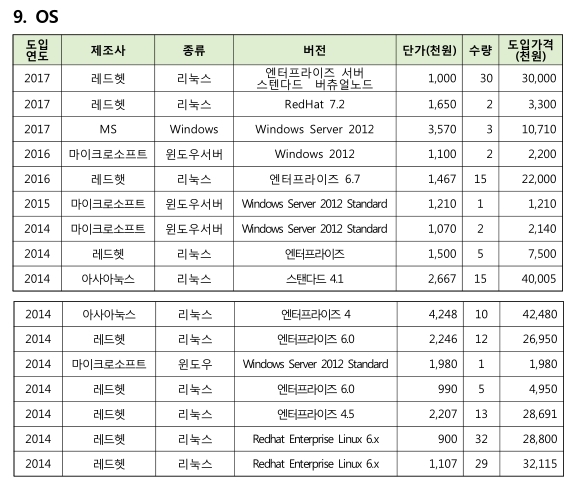 9. OS
도입연도 제조사 종류 버전 단가(천원) 수량 도입가격(천원)
2017 레드헷 리눅스 엔터프라이즈 서버 스텐다드 버츄얼노드 1,000 30 30,000
2017 레드헷 리눅스 RedHat 7.2 1,650 2 3,300
2017 MS Windows Windows Server 2012 3,570 3 10,710
2016 마이크로소프트 윈도우서버 Windows 2012 1,100 2 2,200
2016 레드햇 리눅스 엔터프라이즈 6.7 1,467 15 22,000
2015 마이크로소프트 윈도우서버 Windows Server 2012 Standard 1,210 1 1,210
2014 마이크로소프트 윈도우서버 Windows Server 2012 Standard 1,070 2 2,140
2014 레드헷 리눅스 엔터프라이즈 1,500 5 7,500
2014 아사아눅스 리눅스 스탠다드 4.1 2,667 15 40,005
2014 아사아눅스 리눅스 엔터프라이즈 4 4,248 10 42,480
2014 레드헷 리눅스 엔터프라이즈 6.0 2,246 12 26,950
2014 마이크로소프트 윈도우 Windows Server 2012 Standard 1,980 1 1,980
2014 레드헷 리눅스 엔터프라이즈 6.0 990 5 4,950
2014 레드헷 리눅스 엔터프라이즈 4.5 2,207 13 28,691
2014 레드헷 리눅스 Redhat Enterprise Linux 6.x 900 32 28,800
2014 레드헷 리눅스 Redhat Enterprise Linux 6.x 1,107 29 32,115